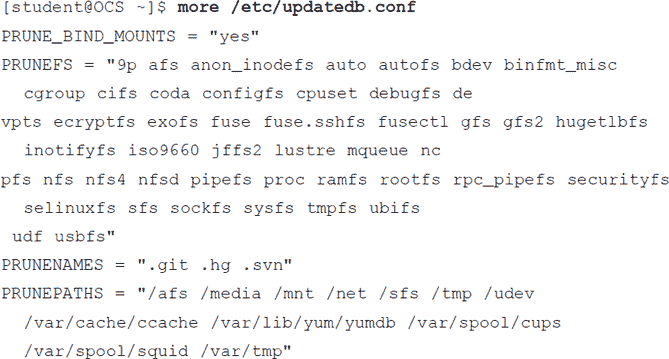 [student@OCS ~]$ more /etc/updatedb.conf
PRUNE_BIND_MOUNTS = "yes"
PRUNEFS = "9p afs anon_inodefs auto autofs bdev binfmt_misc
cgroup cifs coda configfs cpuset debugfs de
vpts ecryptfs exofs fuse fuse.sshfs fusectl gfs gfs2 hugetlbfs
inotifyfs iso9660 jffs2 lustre mqueue nc
pfs nfs nfs4 nfsd pipefs proc ramfs rootfs rpc_pipefs securityfs
selinuxfs sfs sockfs sysfs tmpfs ubifs
udf usbfs"
PRUNENAMES = ".git .hg .svn"
PRUNEPATHS = "/afs /media /mnt /net /sfs /tmp /udev
/var/cache/ccache /var/lib/yum/yumdb /var/spool/cups
/var/spool/squid /var/tmp"